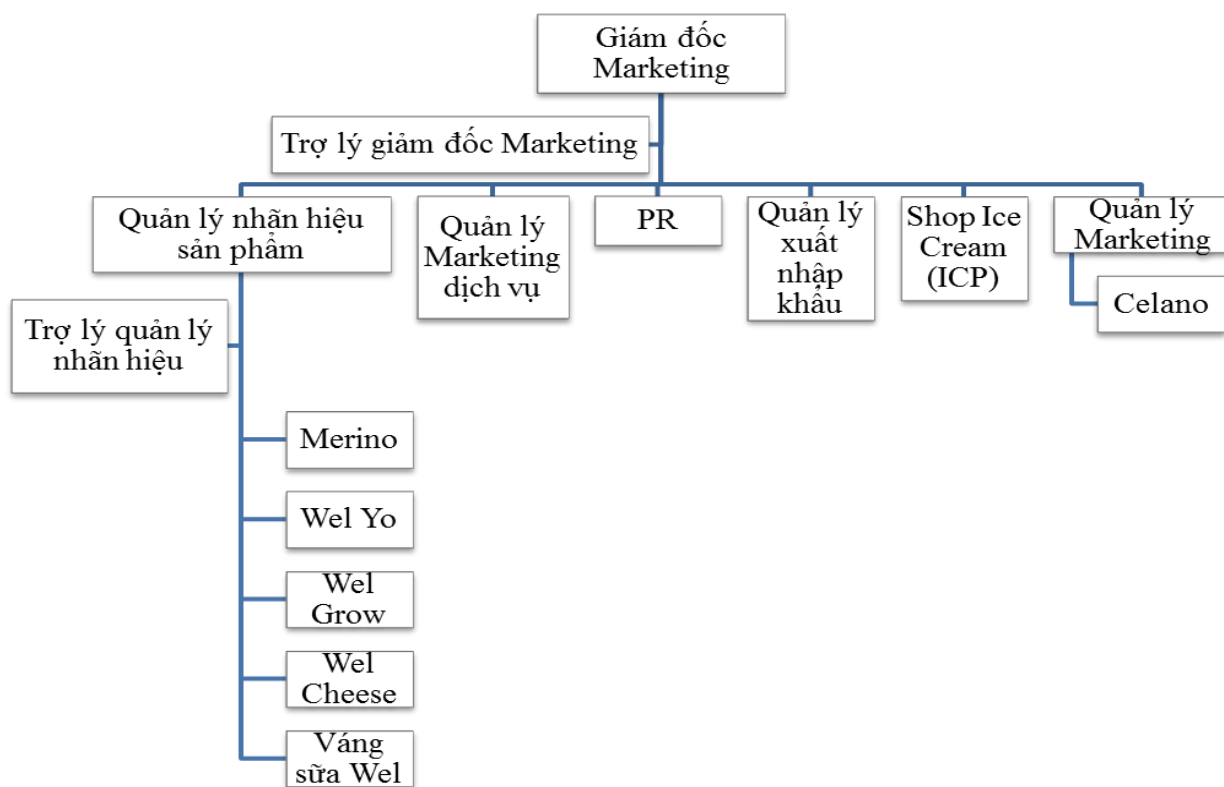 Giám đốc
Marketing
Trợ lý giảm đốc Marketing
Quản lý nhãn hiệu
sản phẩm
Quản lý
Marketing
dịch vụ
PR
Quản lý
xuất
nhập
khẩu
Shop Ice
Cream
(ICP)
Quản lý
Marketing
Celano
Trợ lý quản lý
nhãn hiệu
Merino
Wel Yo
Wel
Grow
Wel
Cheese
Váng
sữa Wel